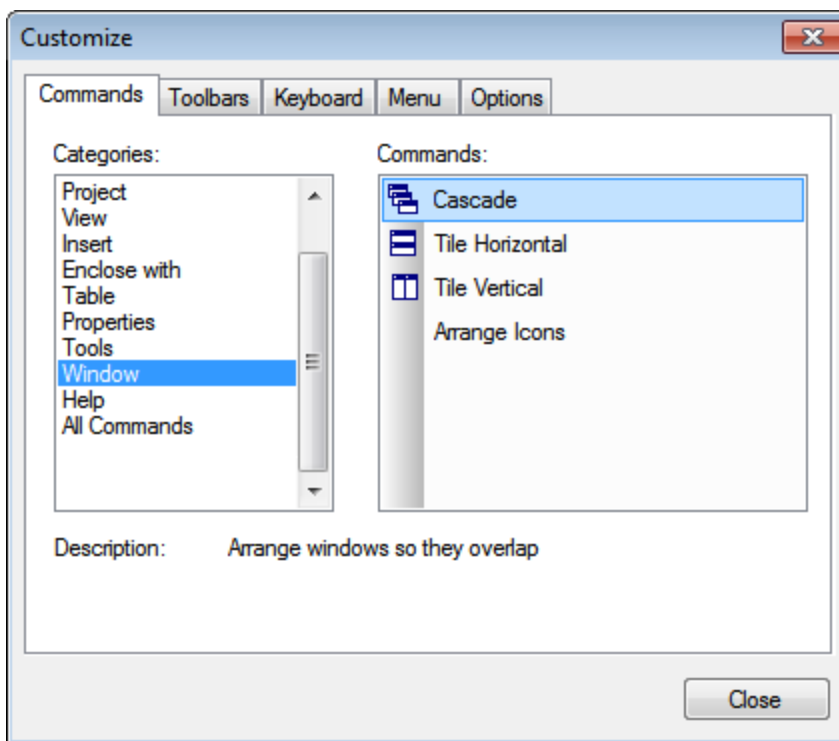 Customize
Commands Toolbars Keyboard Menu Options
Categories: Commands:
Project
View
Insert
Enclose with
Table
Properties
Tools
Window
Help
All Commands
Cascade
Tile Horizontal
Tile Vertical
Arrange Icons
Description: Arrange windows so they overlap
Close